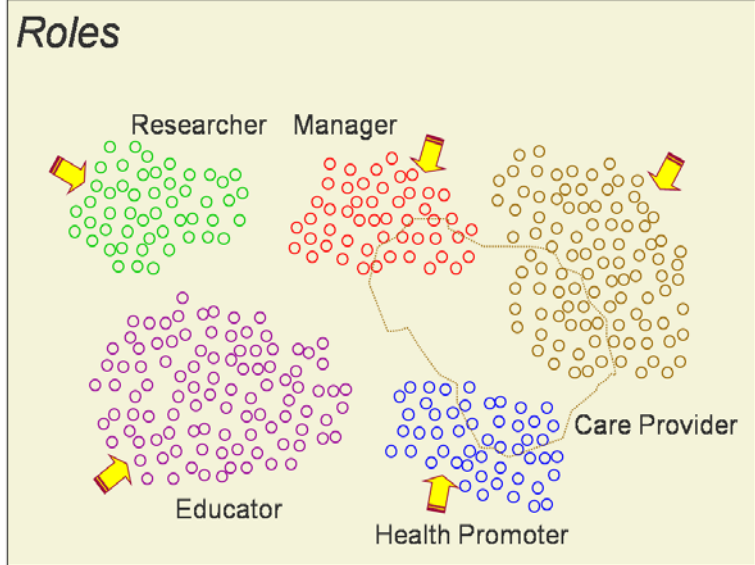 Roles
Researcher
Manager
Care Provider
Educator
Health Promoter